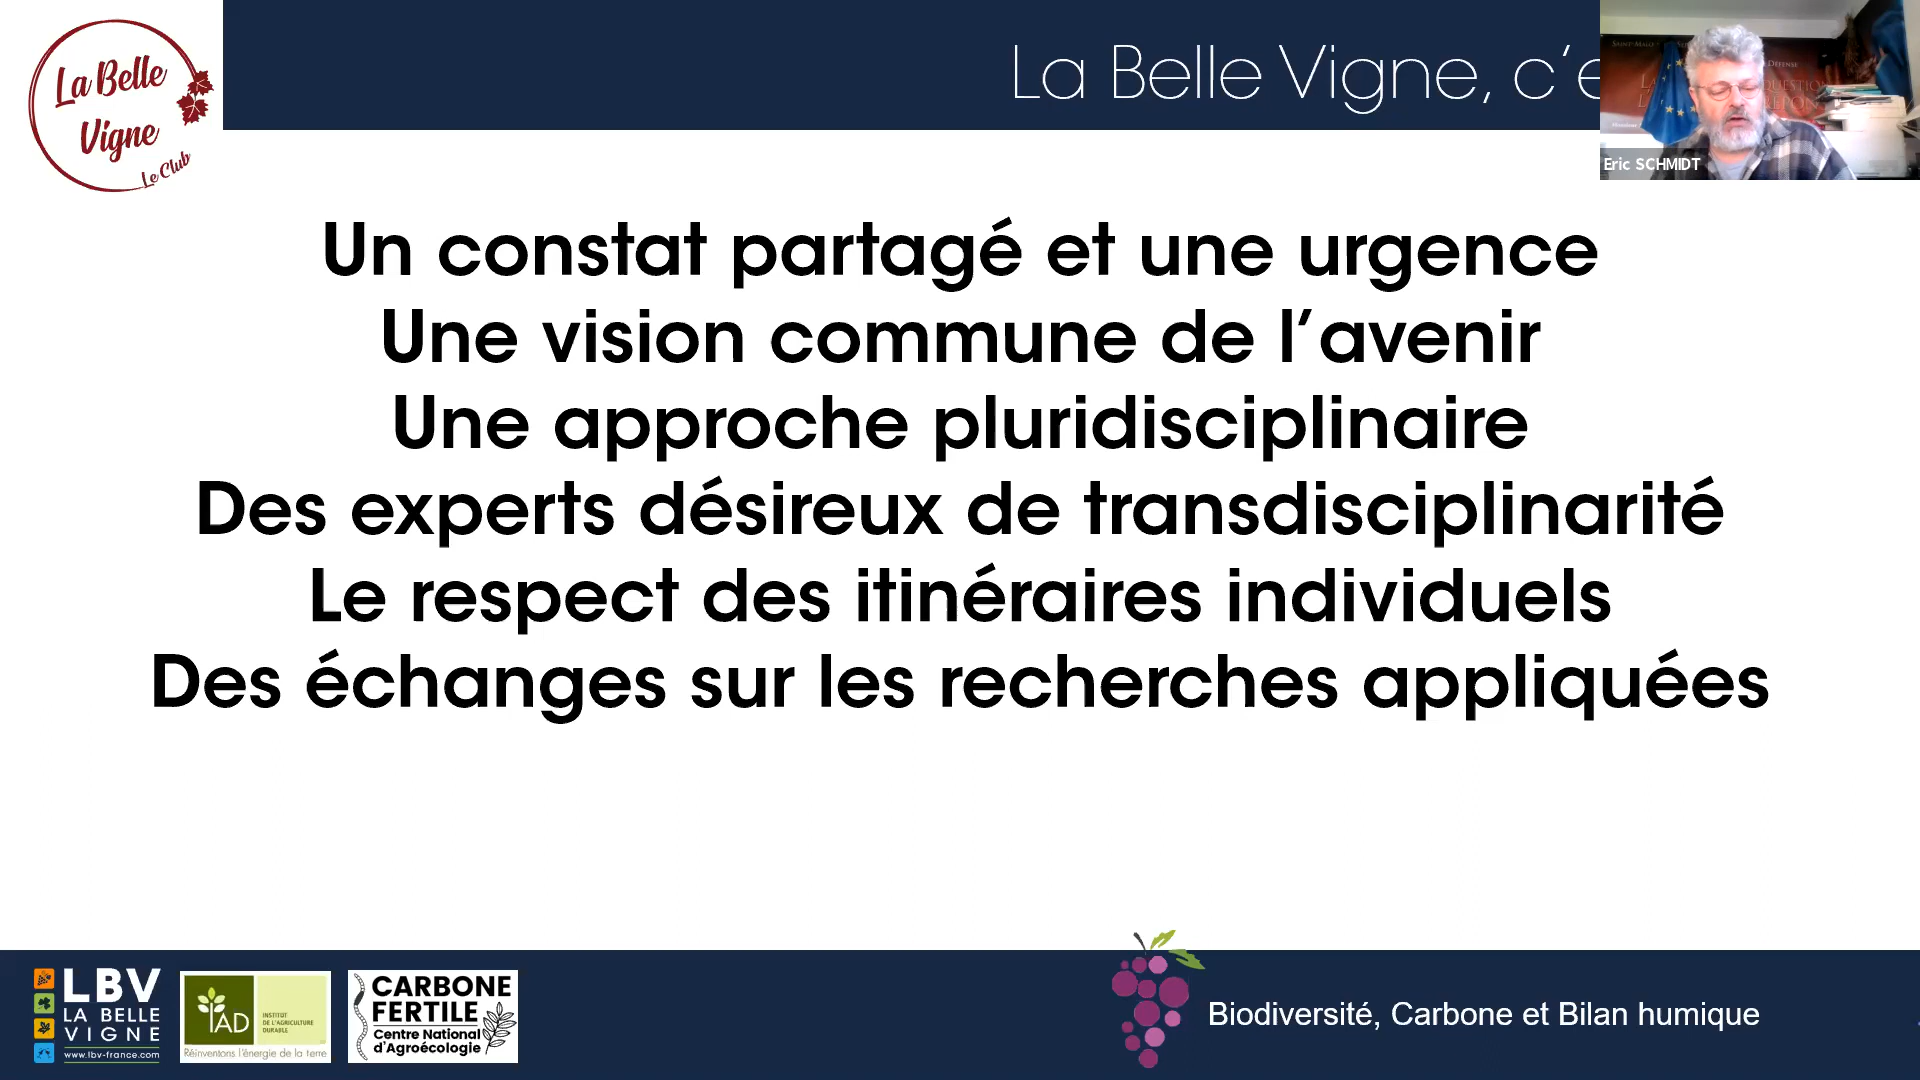 La Belle
Vigne
Le Club
La Belle Vigne, c'e
Eric SCHMIDT
Un constat partagé et une urgence
Une vision commune de l'avenir
Une approche pluridisciplinaire
Des experts désireux de transdisciplinarité
Le respect des itinéraires individuels
Des échanges sur les recherches appliquées
LBV
LA BELLE
VIGNE
www.lbv-france.com
IAD
INSTITUT
DE L'AGRICULTURE
DURABLE
Réinventons l'énergie de la terre
CARBONE
FERTILE
Centre National
d'Agroécologie
Biodiversité, Carbone et Bilan humique